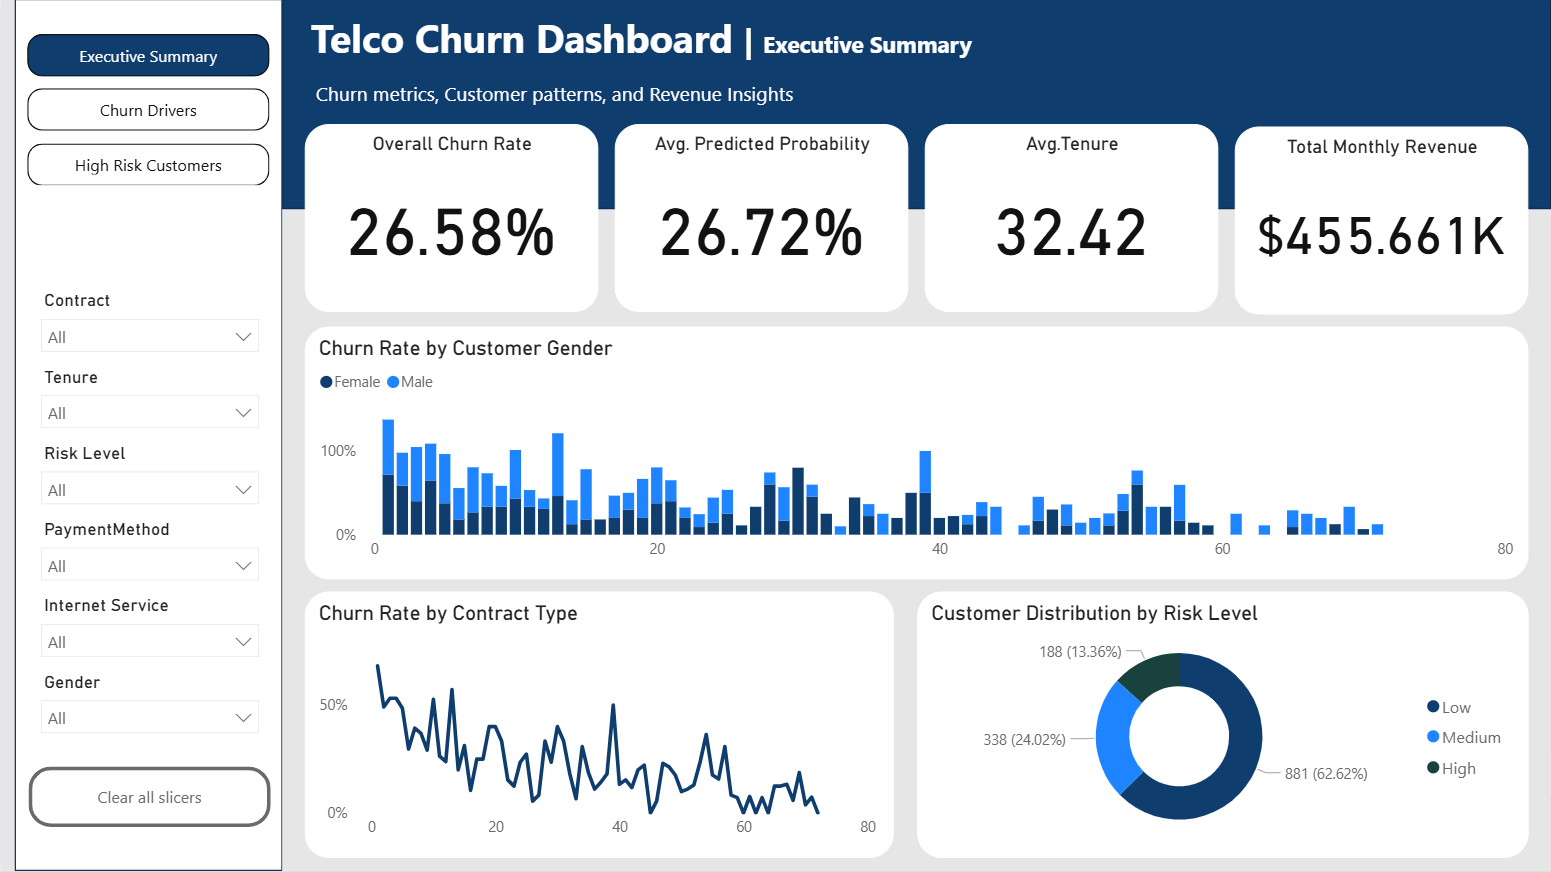 Executive Summary
Churn Drivers
High Risk Customers
Contract
All
Tenure
All
Risk Level
All
PaymentMethod
All
Internet Service
All
Gender
All
Clear all slicers
Telco Churn Dashboard | Executive Summary
Churn metrics, Customer patterns, and Revenue Insights
Overall Churn Rate
26.58%
Avg. Predicted Probability
26.72%
Avg.Tenure
32.42
Total Monthly Revenue
$455.661K
Churn Rate by Customer Gender
Female Male
100%
0%
0 20 40 60 80
Churn Rate by Contract Type
50%
0%
0 20 40 60 80
Customer Distribution by Risk Level
188 (13.36%)
338 (24.02%)
881 (62.62%)
Low
Medium
High